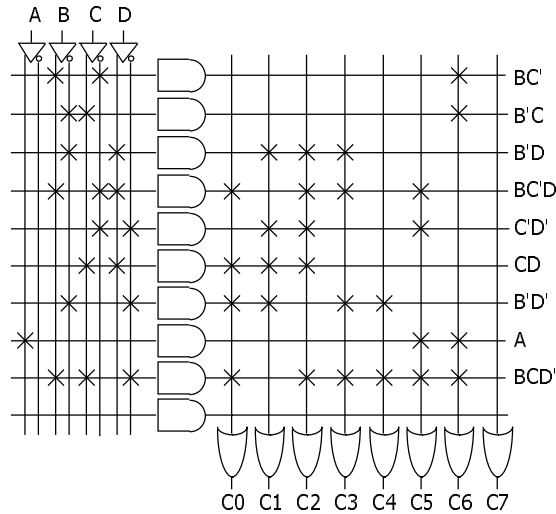 A B C D
BC'
B'C
B'D
BC'D
C'D'
CD
B'D'
A
BCD'
C0 C1 C2 C3 C4 C5 C6 C7